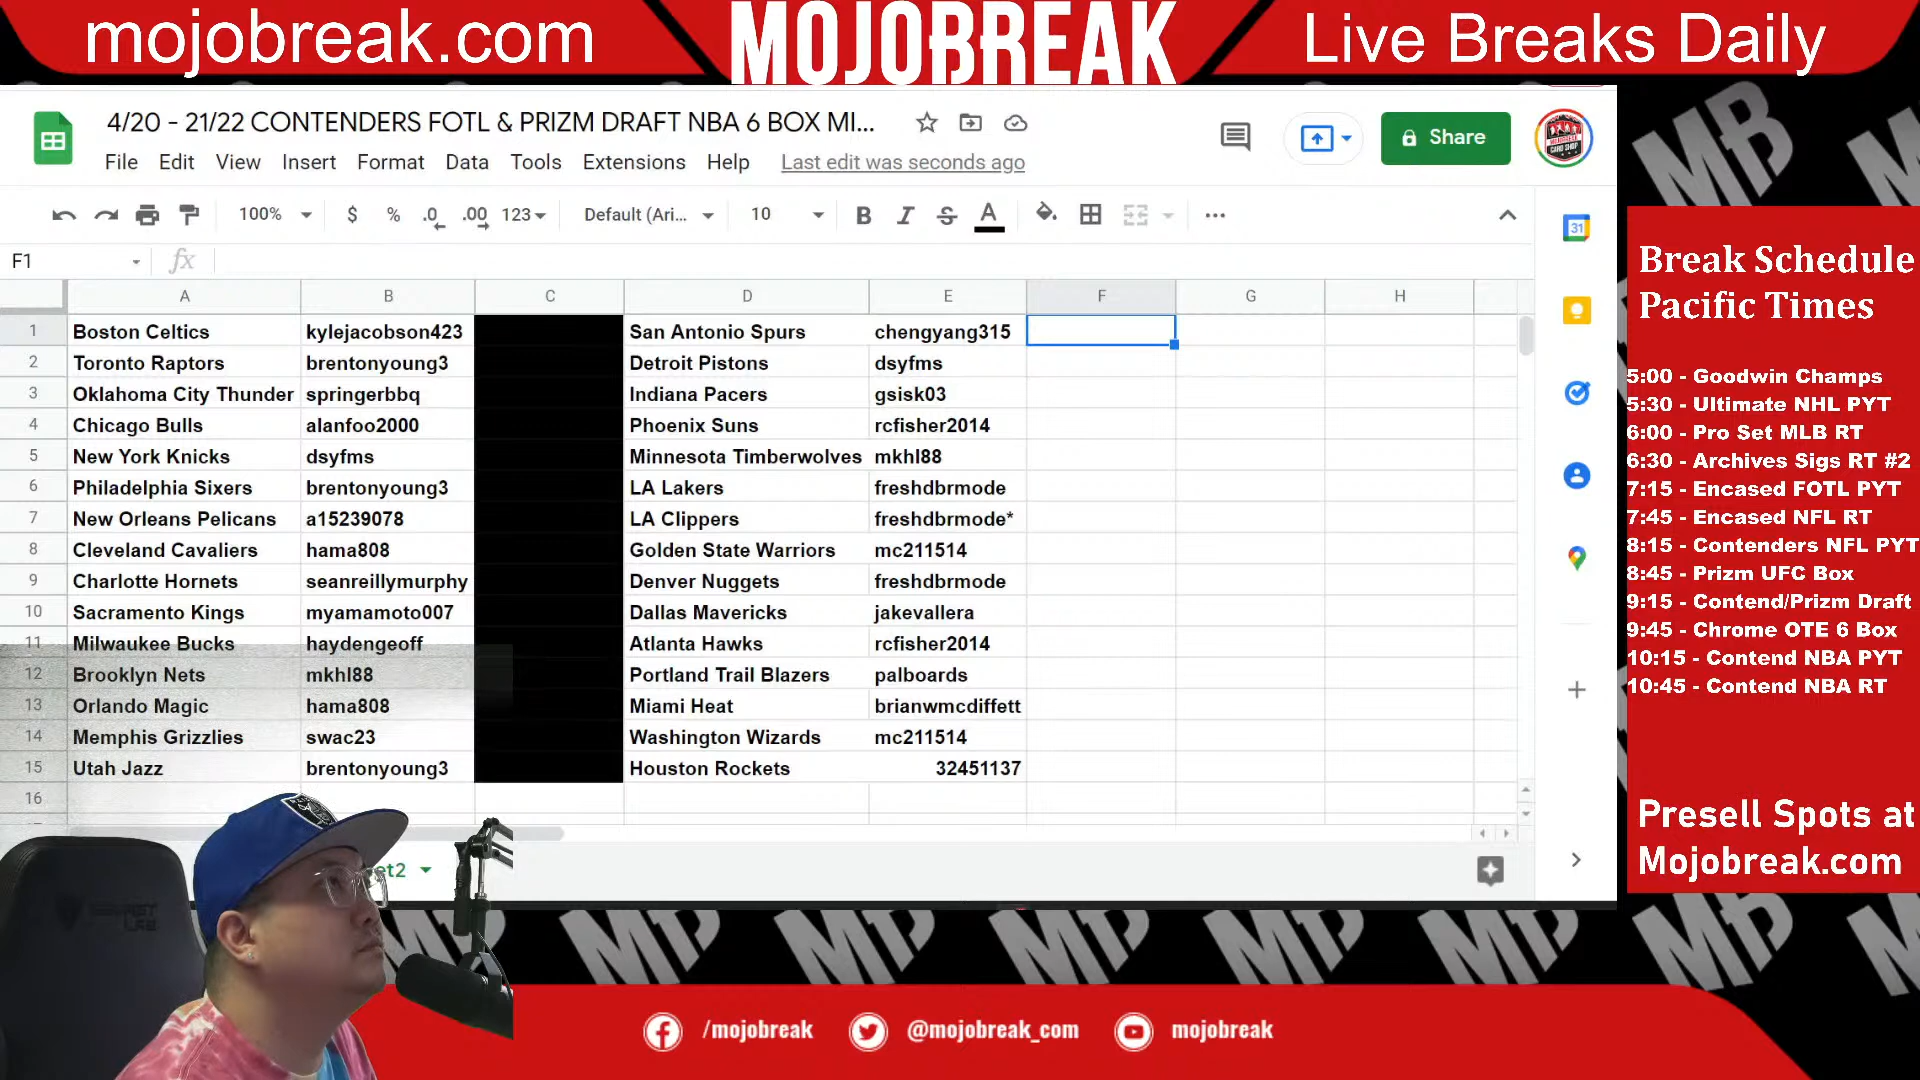 mojobreak.com
MOJOBREAK
Live Breaks Daily
4/20 - 21/22 CONTENDERS FOTL & PRIZM DRAFT NBA 6 BOX MI...
Share
File Edit View Insert Format Data Tools Extensions Help Last edit was seconds ago
100% $ % .0 .00 123 Default (Ari... 10 B I S A
31
F1 fx
A B C D E F G H
1 Boston Celtics kylejacobson423 San Antonio Spurs chengyang315
2 Toronto Raptors brentonyoung3 Detroit Pistons dsyfms
3 Oklahoma City Thunder springerbbq Indiana Pacers gsisk03
4 Chicago Bulls alanfoo2000 Phoenix Suns rcfisher2014
5 New York Knicks dsyfms Minnesota Timberwolves mkhl88
6 Philadelphia Sixers brentonyoung3 LA Lakers freshdbrmode
7 New Orleans Pelicans a15239078 LA Clippers freshdbrmode*
8 Cleveland Cavaliers hama808 Golden State Warriors mc211514
9 Charlotte Hornets seanreillymurphy Denver Nuggets freshdbrmode
10 Sacramento Kings myamamoto007 Dallas Mavericks jakevallera
11 Milwaukee Bucks haydengeoff Atlanta Hawks rcfisher2014
12 Brooklyn Nets mkhl88 Portland Trail Blazers palboards
13 Orlando Magic hama808 Miami Heat brianwmcdiffett
14 Memphis Grizzlies swac23 Washington Wizards mc211514
15 Utah Jazz brentonyoung3 Houston Rockets 32451137
16
et2
Break Schedule
Pacific Times
5:00 - Goodwin Champs
5:30 - Ultimate NHL PYT
6:00 - Pro Set MLB RT
6:30 - Archives Sigs RT #2
7:15 - Encased FOTL PYT
7:45 - Encased NFL RT
8:15 - Contenders NFL PYT
8:45 - Prizm UFC Box
9:15 - Contend/Prizm Draft
9:45 - Chrome OTE 6 Box
10:15 - Contend NBA PYT
10:45 - Contend NBA RT
Presell Spots at
Mojobreak.com
/mojobreak @mojobreak_com mojobreak